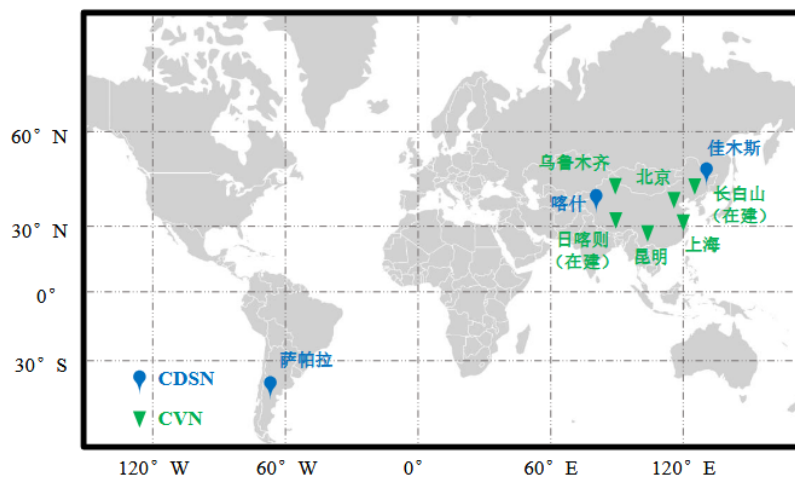 60° N
30° N
0°
30° S
佳木斯
乌鲁木齐
北京
喀什
长白山
（在建）
日喀则
（在建）
昆明
上海
萨帕拉
CDSN
CVN
120° W
60° W
0°
60° E
120° E